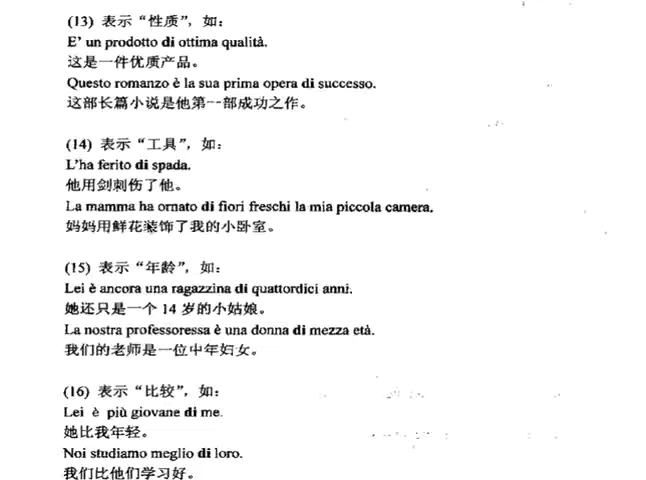 (13) 表示“性质”，如：
E’ un prodotto di ottima qualità.
这是一件优质产品。
Questo romanzo è la sua prima opera di successo.
这部长篇小说是他第一部成功之作。
(14) 表示“工具”，如：
L’ha ferito di spada.
他用剑刺伤了他。
La mamma ha ornato di fiori freschi la mia piccola camera.
妈妈用鲜花装饰了我的小卧室。
(15) 表示“年龄”，如：
Lei è ancora una ragazzina di quattordici anni.
她还只是一个 14 岁的小姑娘。
La nostra professoressa è una donna di mezza età.
我们的老师是一位中年妇女。
(16) 表示“比较”，如：
Lei è più giovane di me.
她比我年轻。
Noi studiamo meglio di loro.
我们比他们学习好。